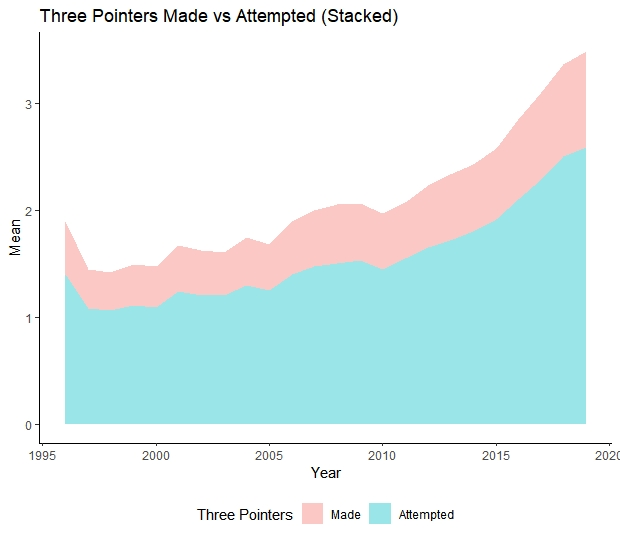 Three Pointers Made vs Attempted (Stacked)
Mean
3
2
1
0
1995 2000 2005 2010 2015 2020
Year
Three Pointers Made Attempted